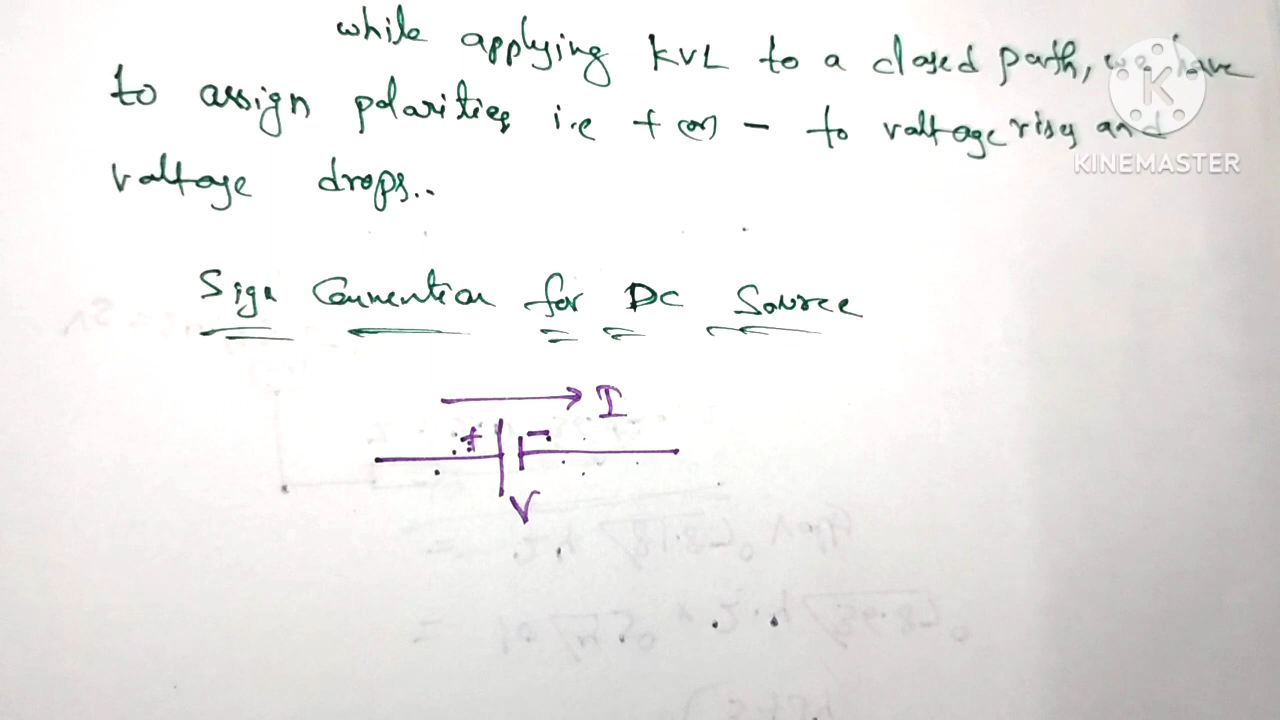 while applying KVL to a closed path, we have
to assign polarities i.e + (or) - to voltage rises and
voltage drops..
K
KINEMASTER
Sign Convention for DC Source
I
+ -
V